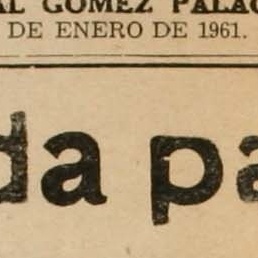 AL GOMEZ PALAC
DE ENERO DE 1961.
da pa